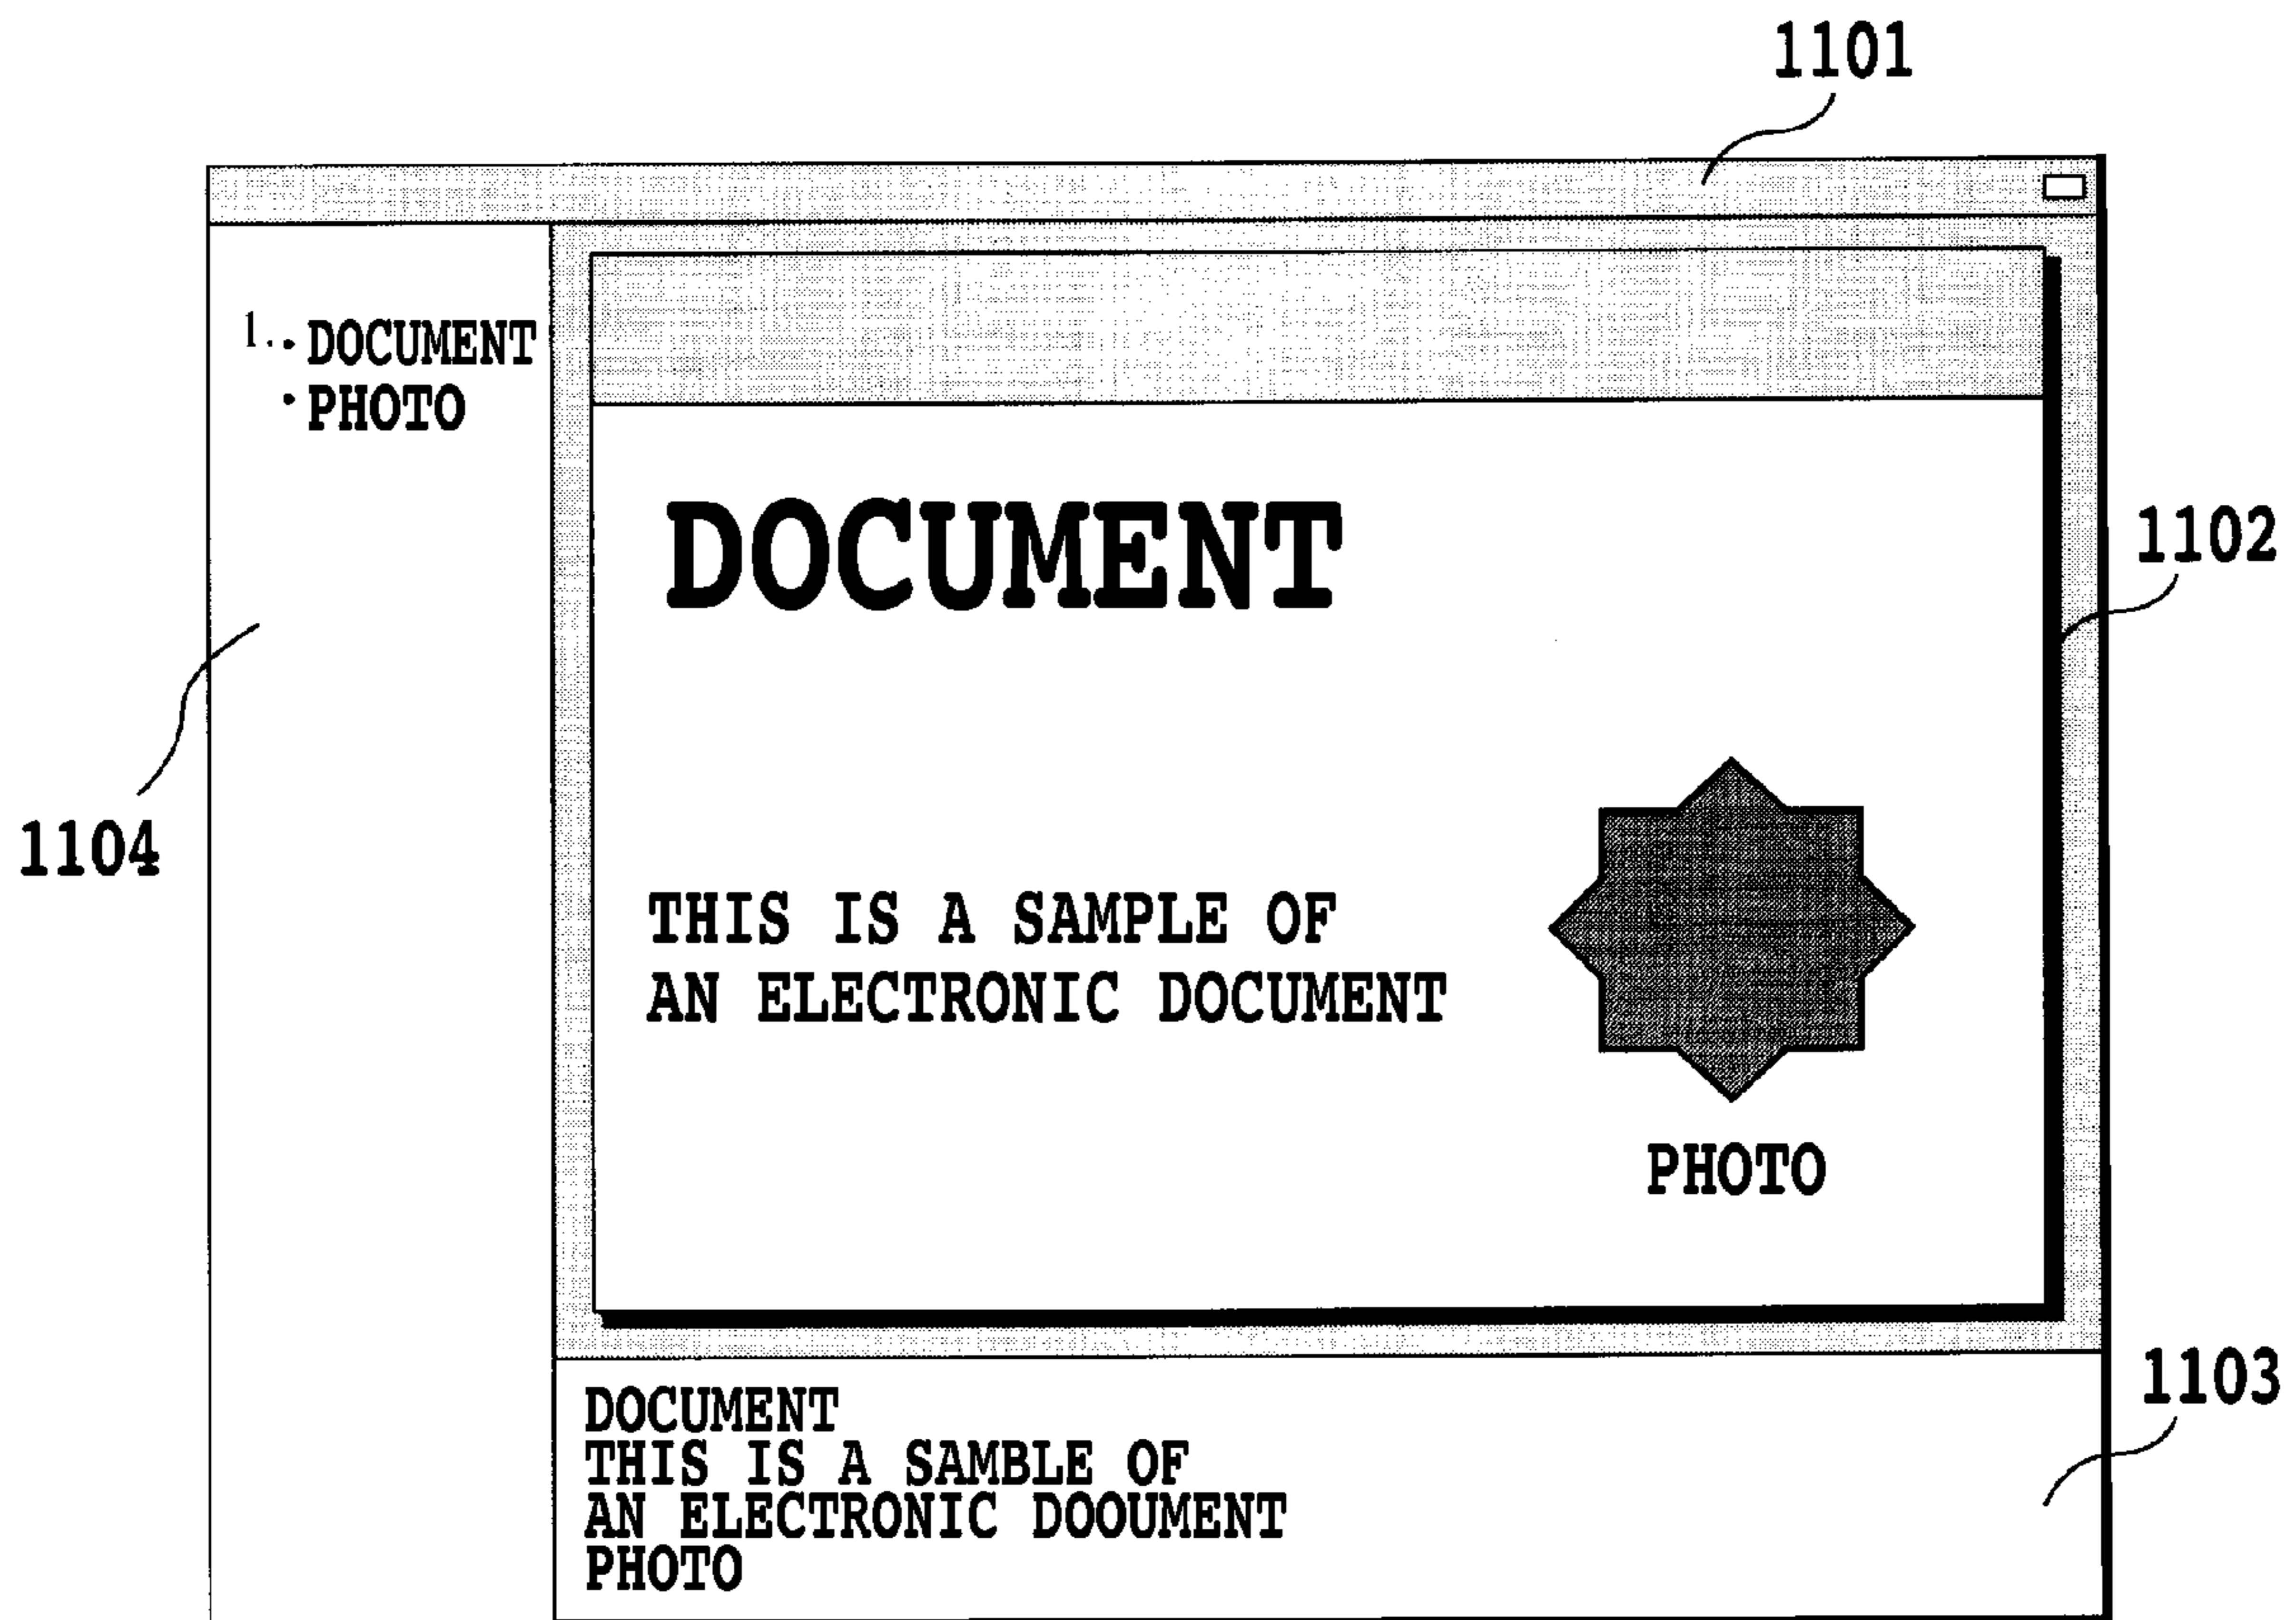 1101
1.. DOCUMENT
• PHOTO
DOCUMENT
1102
1104
THIS IS A SAMPLE OF
AN ELECTRONIC DOCUMENT
PHOTO
1103
DOCUMENT
THIS IS A SAMBLE OF
AN ELECTRONIC DOOUMENT
PHOTO